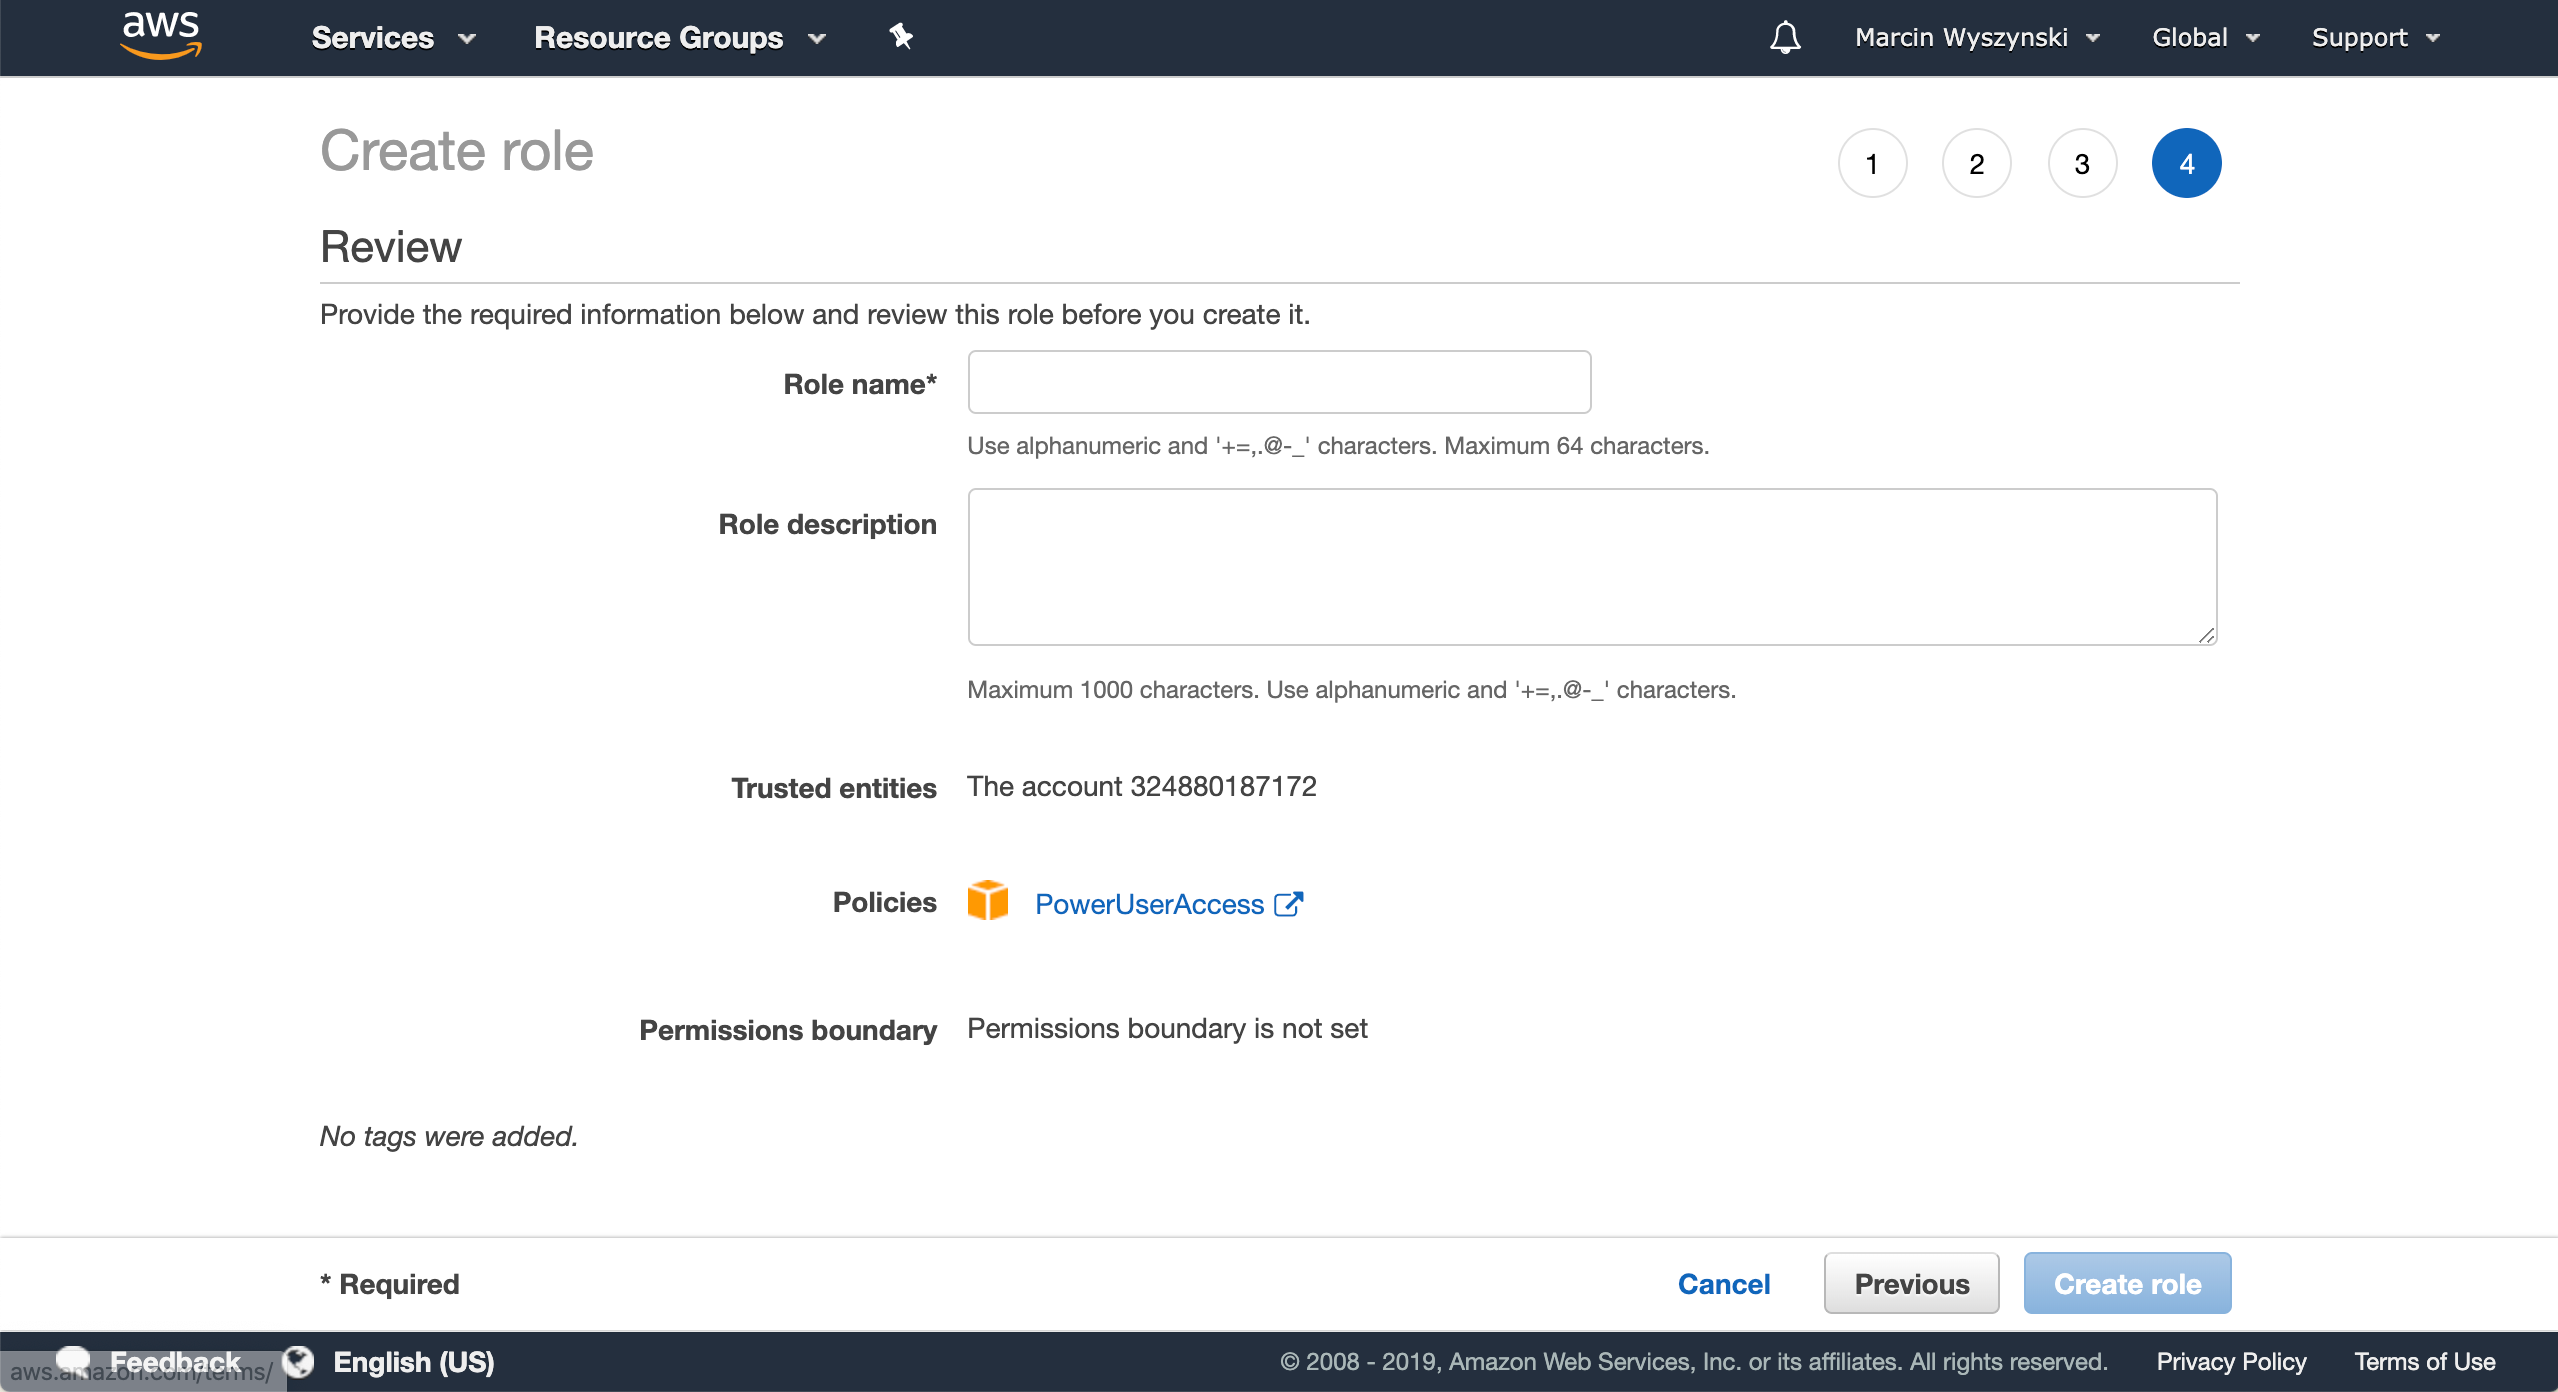 aws Services Resource Groups Marcin Wyszynski Global Support
Create role 1 2 3 4
Review
Provide the required information below and review this role before you create it.
Role name*
Use alphanumeric and '+=,.@-_' characters. Maximum 64 characters.
Role description
Maximum 1000 characters. Use alphanumeric and '+=,.@-_' characters.
Trusted entities The account 324880187172
Policies PowerUserAccess
Permissions boundary Permissions boundary is not set
No tags were added.
* Required Cancel Previous Create role
Feedback English (US) © 2008 - 2019, Amazon Web Services, Inc. or its affiliates. All rights reserved. Privacy Policy Terms of Use
aws.amazon.com/terms/